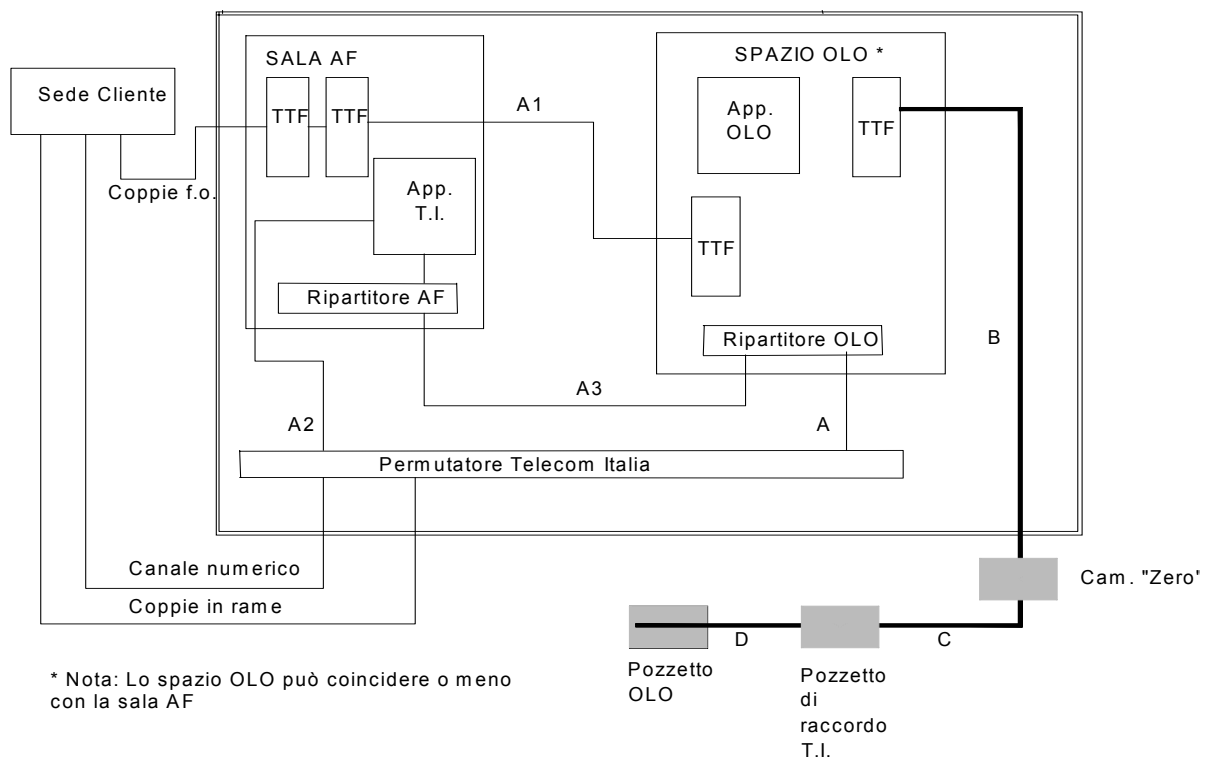 SALA AF
SPAZIO OLO *
Sede Cliente
TTF
TTF
A1
App.
OLO
TTF
Coppie f.o.
App.
T.I.
TTF
Ripartitore AF
Ripartitore OLO
B
A3
A2
A
Permutatore Telecom Italia
Canale numerico
Cam. "Zero"
Coppie in rame
D
C
* Nota: Lo spazio OLO può coincidere o meno
con la sala AF
Pozzetto
OLO
Pozzetto
di
raccordo
T.I.